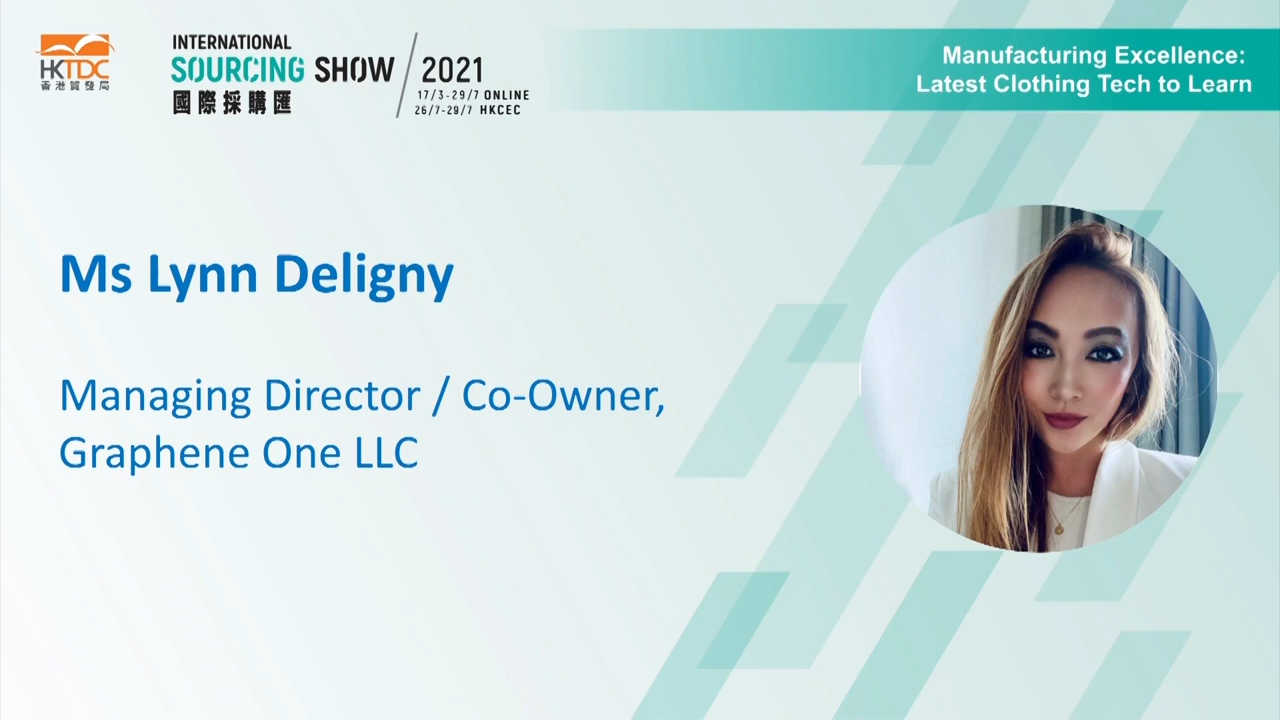 HKTDC
香港貿發局
INTERNATIONAL
SOURCING SHOW
國際採購匯
2021
17/3-29/7 ONLINE
26/7-29/7 HKCEC
Manufacturing Excellence:
Latest Clothing Tech to Learn
Ms Lynn Deligny
Managing Director / Co-Owner,
Graphene One LLC